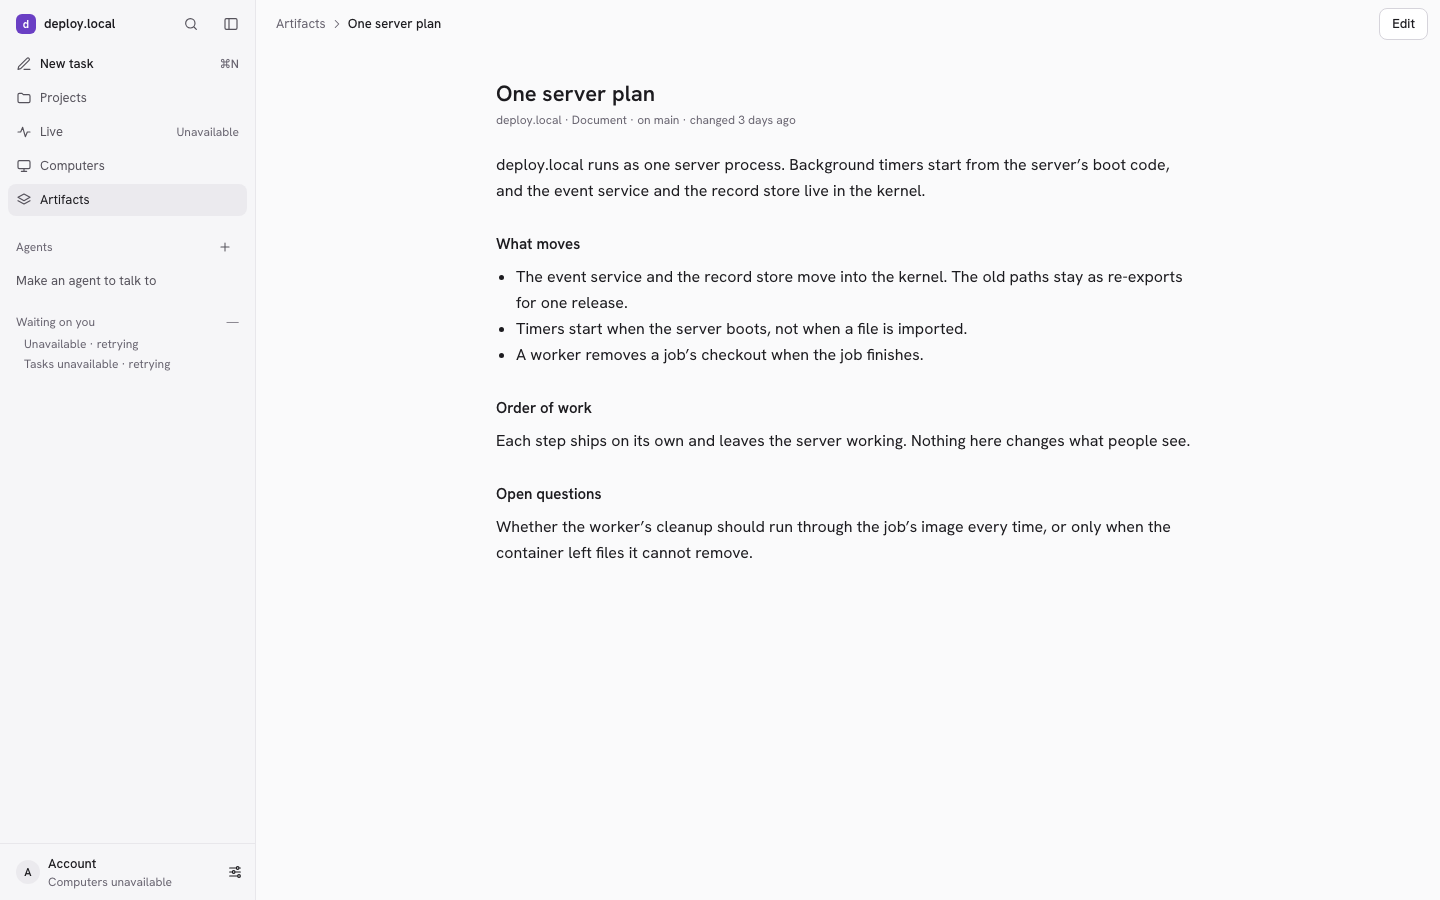 d deploy.local
New task ⌘N
Projects
Live Unavailable
Computers
Artifacts
Agents
Make an agent to talk to
Waiting on you
Unavailable · retrying
Tasks unavailable · retrying
A
Account
Computers unavailable
Artifacts One server plan
Edit
One server plan
deploy.local · Document · on main · changed 3 days ago
deploy.local runs as one server process. Background timers start from the server’s boot code,
and the event service and the record store live in the kernel.
What moves
• The event service and the record store move into the kernel. The old paths stay as re-exports
for one release.
• Timers start when the server boots, not when a file is imported.
• A worker removes a job’s checkout when the job finishes.
Order of work
Each step ships on its own and leaves the server working. Nothing here changes what people see.
Open questions
Whether the worker’s cleanup should run through the job’s image every time, or only when the
container left files it cannot remove.